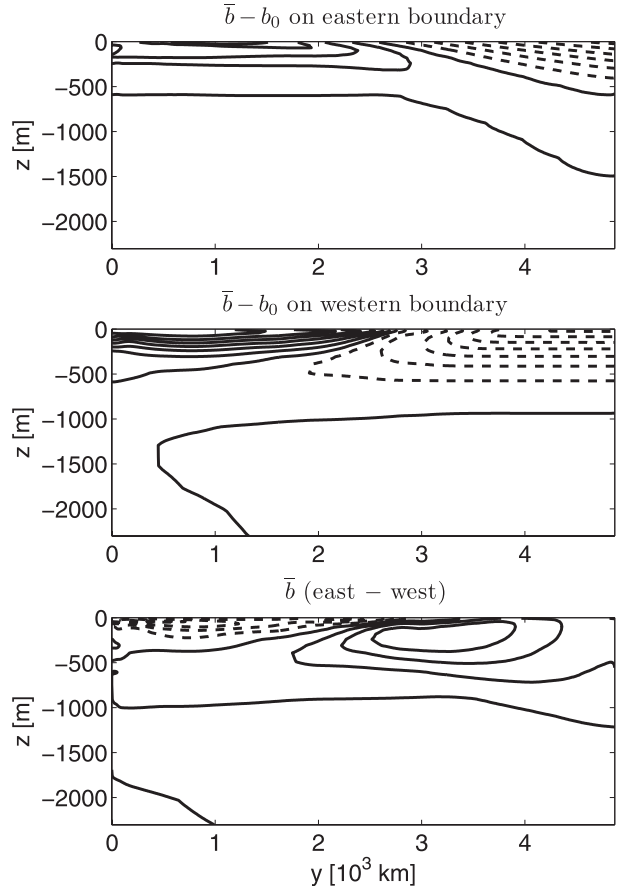 b̅ – b₀ on eastern boundary
0
−500
−1000
−1500
−2000
z [m]
0 1 2 3 4
b̅ – b₀ on western boundary
0
−500
−1000
−1500
−2000
z [m]
0 1 2 3 4
b̅ (east − west)
0
−500
−1000
−1500
−2000
z [m]
0 1 2 3 4
y [10³ km]